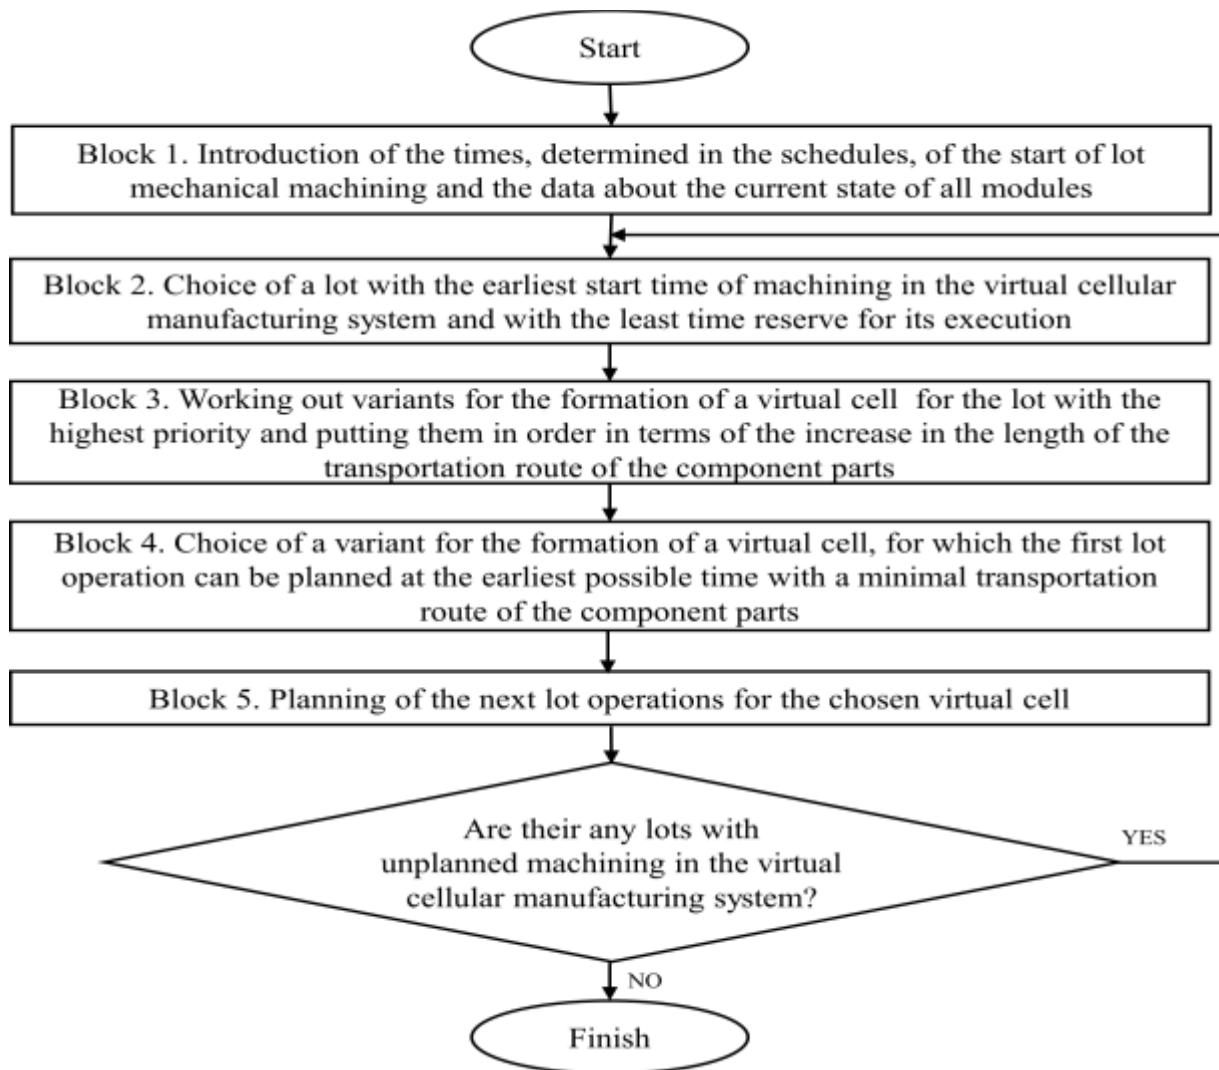 Start
Block 1. Introduction of the times, determined in the schedules, of the start of lot
mechanical machining and the data about the current state of all modules
Block 2. Choice of a lot with the earliest start time of machining in the virtual cellular
manufacturing system and with the least time reserve for its execution
Block 3. Working out variants for the formation of a virtual cell for the lot with the
highest priority and putting them in order in terms of the increase in the length of the
transportation route of the component parts
Block 4. Choice of a variant for the formation of a virtual cell, for which the first lot
operation can be planned at the earliest possible time with a minimal transportation
route of the component parts
Block 5. Planning of the next lot operations for the chosen virtual cell
Are their any lots with
unplanned machining in the virtual
cellular manufacturing system?
YES
NO
Finish